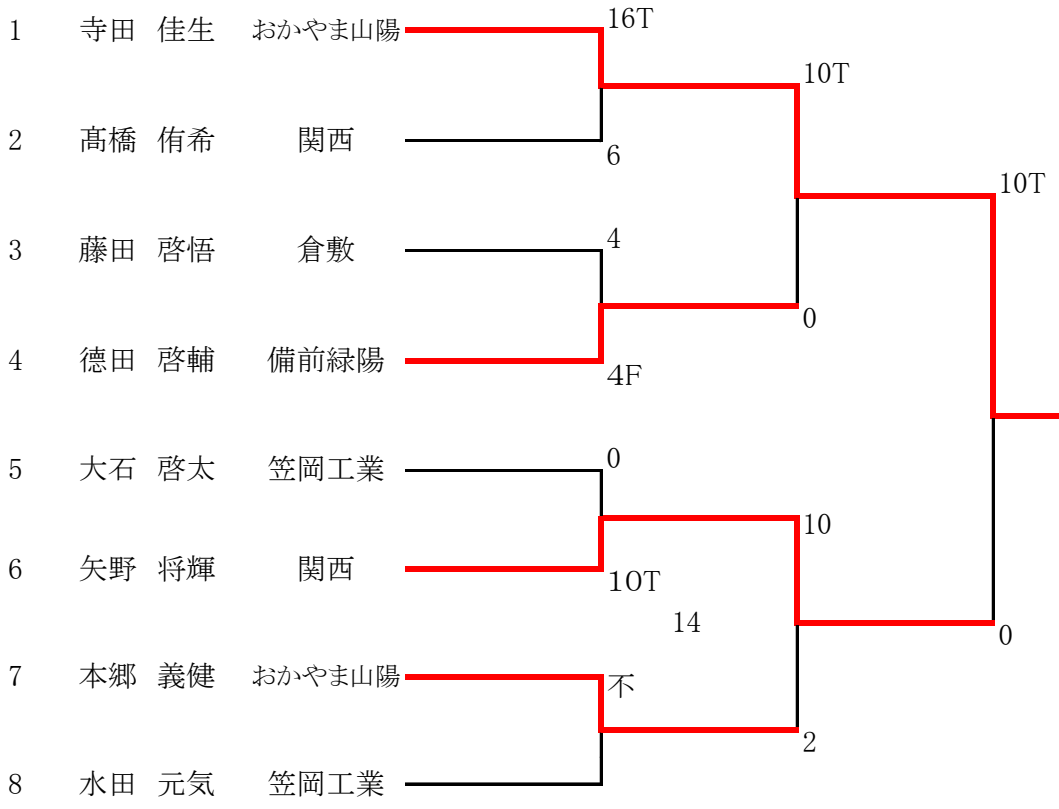 1 寺田 佳生 おかやま山陽 16T
10T
2 髙橋 侑希 関西 6
10T
3 藤田 啓悟 倉敷 4
0
4 德田 啓輔 備前緑陽 4F
5 大石 啓太 笠岡工業 0
10
6 矢野 将輝 関西 10T
14
0
7 本郷 義健 おかやま山陽 不
2
8 水田 元気 笠岡工業